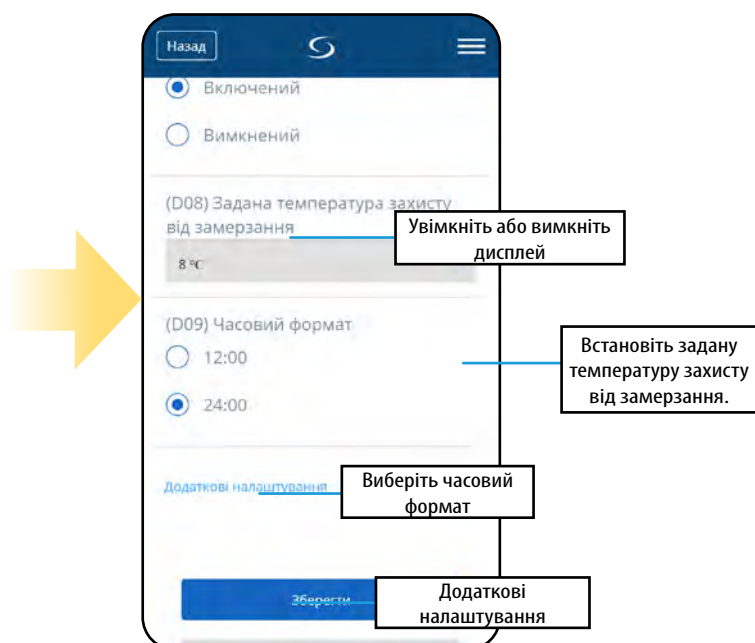 Назад
Включений
Вимкнений
(D08) Задана температура захисту
від замерзання
Увімкніть або вимкніть
дисплей
8 °C
(D09) Часовий формат
12:00
24:00
Встановіть задану
температуру захисту
від замерзання.
Додаткові налаштування
Виберіть часовий
формат
Зберегти
Додаткові
налаштування